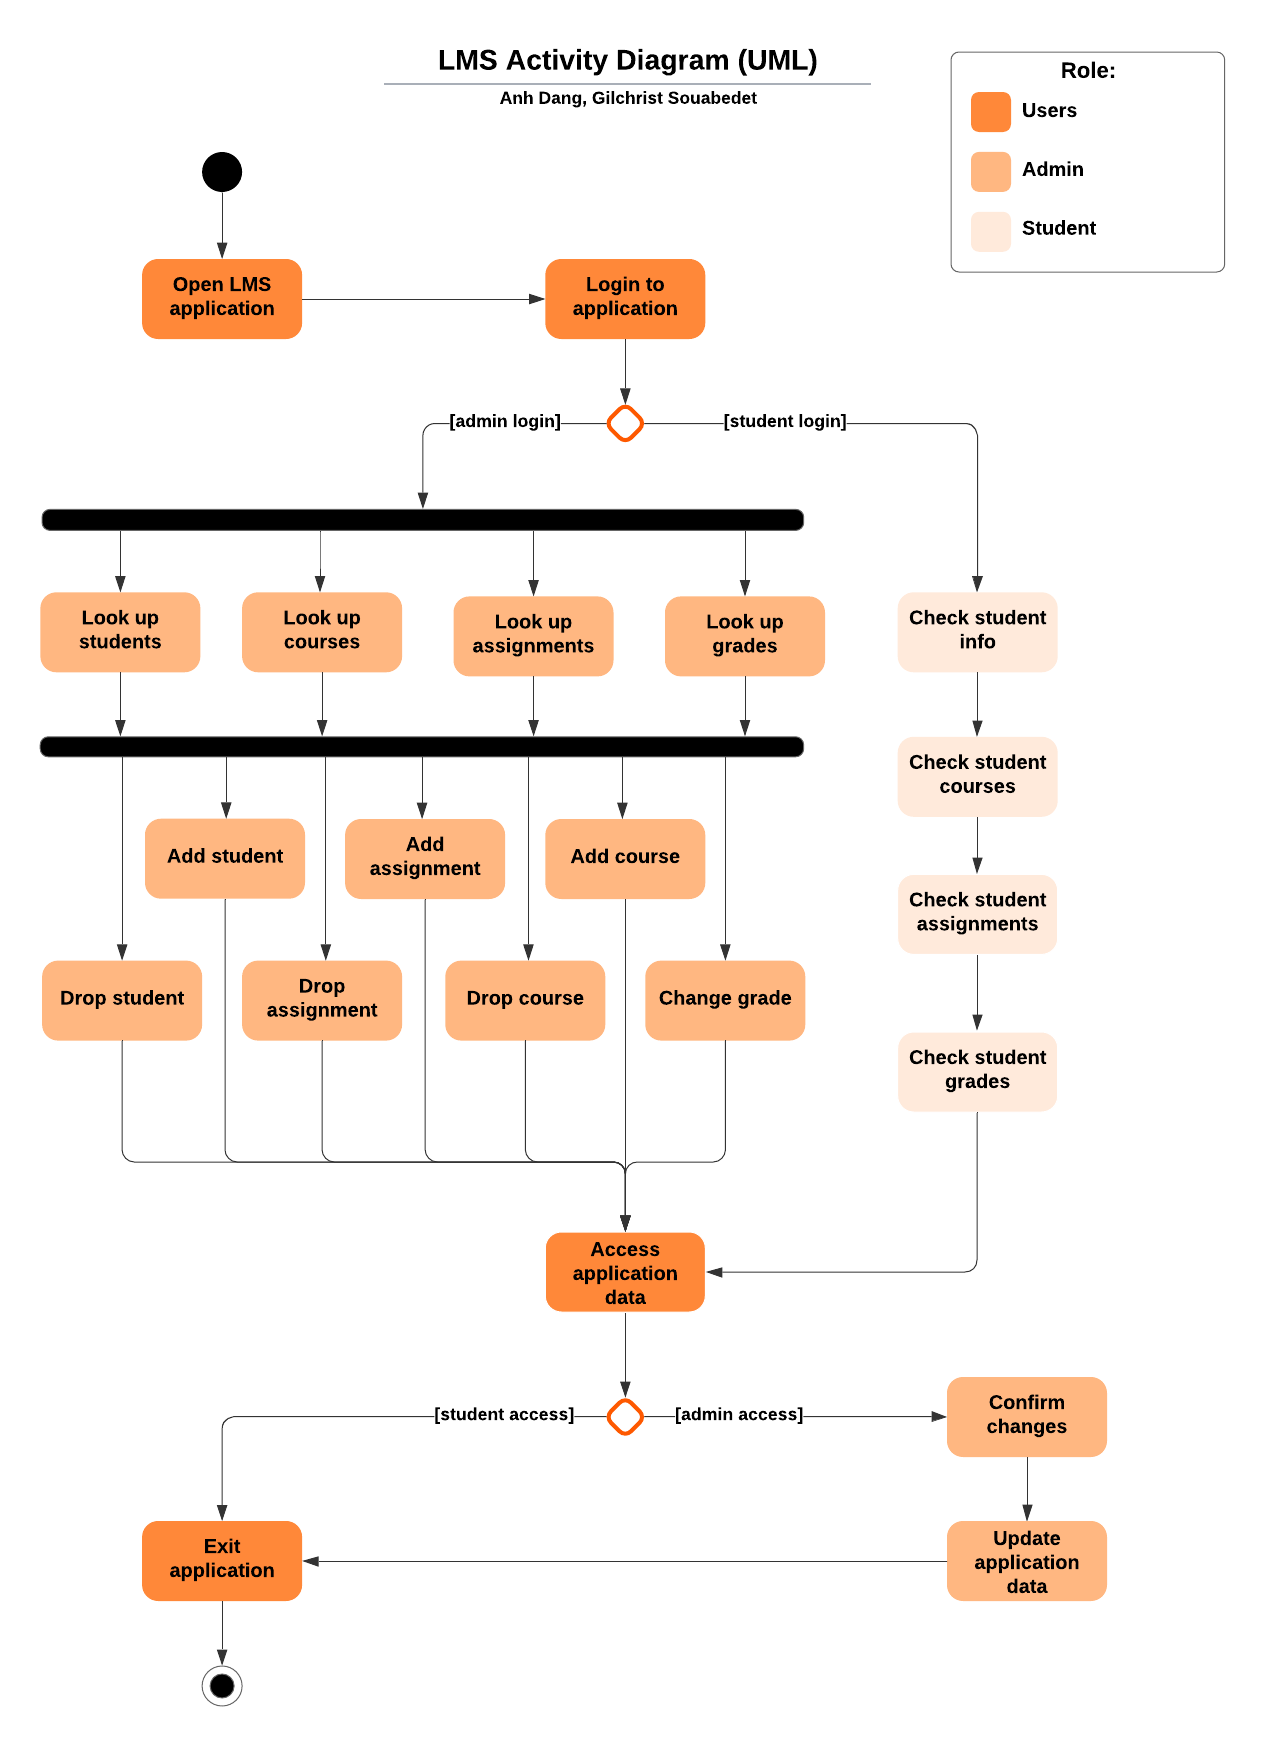 LMS Activity Diagram (UML)
Anh Dang, Gilchrist Souabedet
Role:
Users
Admin
Student
Open LMS
application
Login to
application
[admin login]
[student login]
Look up
students
Look up
courses
Look up
assignments
Look up
grades
Check student
info
Check student
courses
Add student
Add
assignment
Add course
Check student
assignments
Drop student
Drop
assignment
Drop course
Change grade
Check student
grades
Access
application
data
[student access]
[admin access]
Confirm
changes
Exit
application
Update
application
data